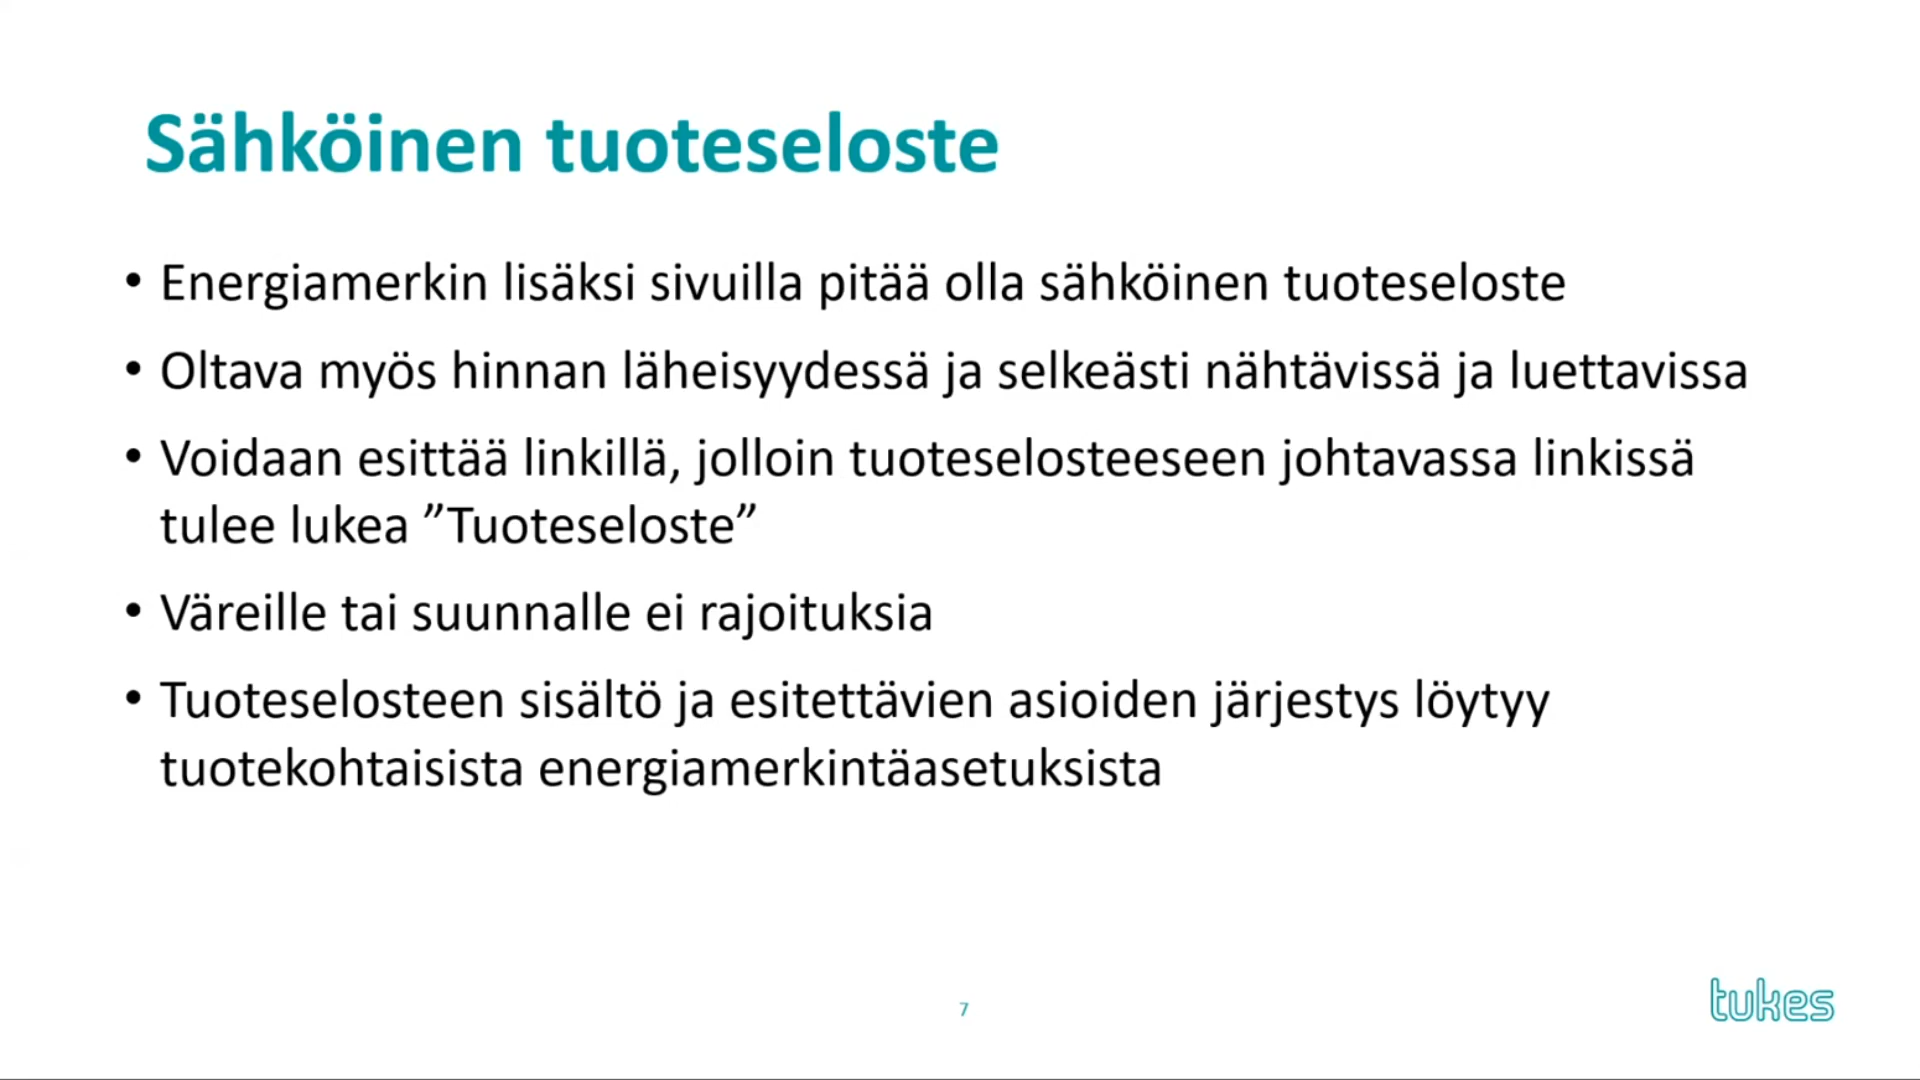 Sähköinen tuoteseloste
• Energiamerkin lisäksi sivuilla pitää olla sähköinen tuoteseloste
• Oltava myös hinnan läheisyydessä ja selkeästi nähtävissä ja luettavissa
• Voidaan esittää linkillä, jolloin tuoteselosteeseen johtavassa linkissä
tulee lukea ”Tuoteseloste”
• Väreille tai suunnalle ei rajoituksia
• Tuoteselosteen sisältö ja esitettävien asioiden järjestys löytyy
tuotekohtaisista energiamerkintäasetuksista
7
tukes